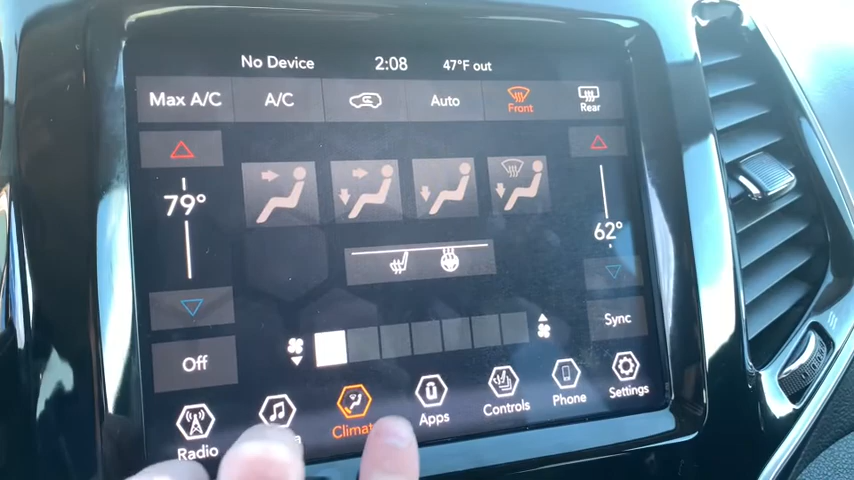 No Device 2:08 47°F out
Max A/C A/C Auto Front Rear
79°
62°
Off
Sync
Radio Climat Apps Controls Phone Settings